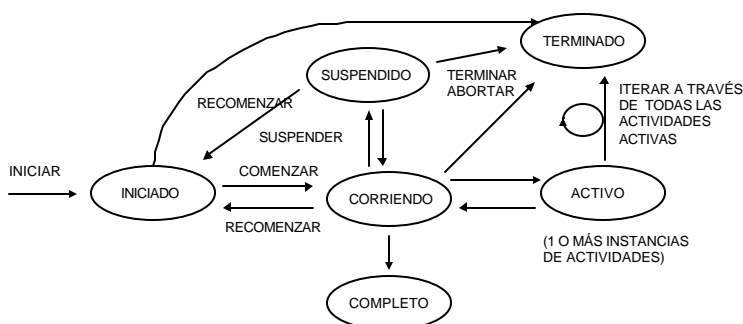 TERMINADO
SUSPENDIDO
TERMINAR
ABORTAR
ITERAR A TRAVÉS
DE TODAS LAS
ACTIVIDADES
ACTIVAS
RECOMENZAR
SUSPENDER
INICIAR
COMENZAR
INICIADO
CORRIENDO
ACTIVO
RECOMENZAR
(1 O MÁS INSTANCIAS
DE ACTIVIDADES)
COMPLETO